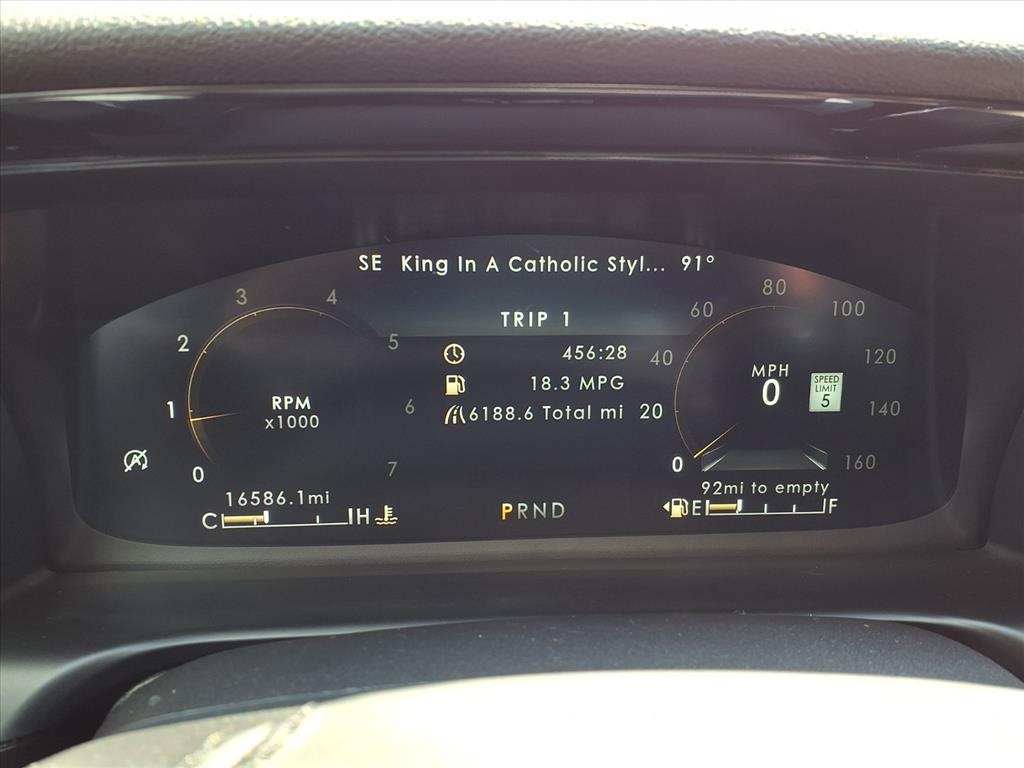 SE King In A Catholic Styl... 91°
TRIP 1
456:28
18.3 MPG
6188.6 Total mi
0
1
2
3
4
5
6
7
RPM
x1000
0
20
40
60
80
100
120
140
160
MPH
0
SPEED
LIMIT
5
16586.1mi
C H
PRND
92mi to empty
E F